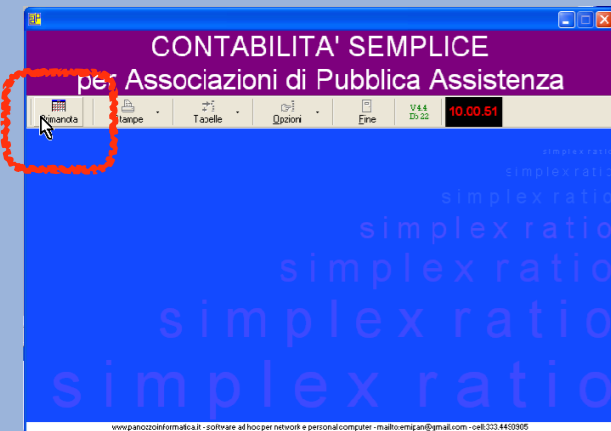 CONTABILITA' SEMPLICE
per Associazioni di Pubblica Assistenza
Primanota Stampe Tabelle Opzioni Fine V 4.4 10.00.51
Db 22
simplex ratio
simplex ratio
simplex ratio
simplex ratio
simplex ratio
simplex ratio
simplex ratio
www.panozzoinformatica.it - software ad hoc per network e personal computer - mailto:emipan@gmail.com - cell:333.4493905